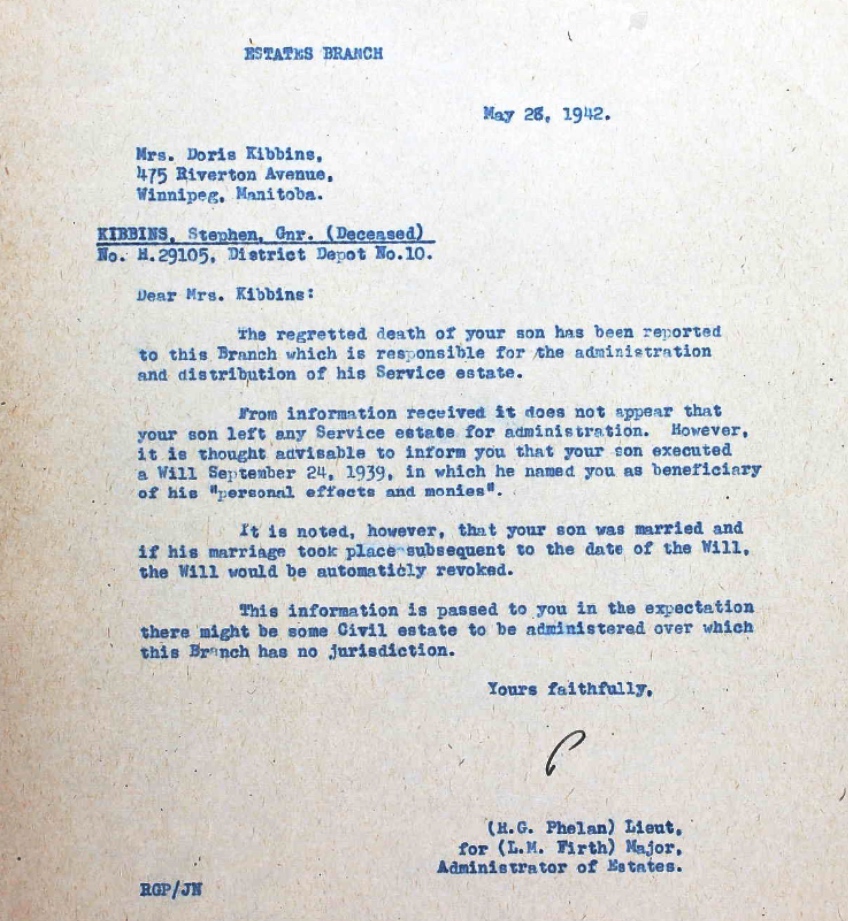 ESTATES BRANCH
May 28, 1942.
Mrs. Doris Kibbins,
475 Riverton Avenue,
Winnipeg, Manitoba.
KIBBINS, Stephen, Gnr. (Deceased)
No. H.29105, District Depot No.10.
Dear Mrs. Kibbins:
The regretted death of your son has been reported
to this Branch which is responsible for the administration
and distribution of his Service estate.
From information received it does not appear that
your son left any Service estate for administration. However,
it is thought advisable to inform you that your son executed
a Will September 24, 1939, in which he named you as beneficiary
of his "personal effects and monies".
It is noted, however, that your son was married and
if his marriage took place subsequent to the date of the Will,
the Will would be automaticly revoked.
This information is passed to you in the expectation
there might be some Civil estate to be administered over which
this Branch has no jurisdiction.
Yours faithfully,
(R.G. Phelan) Lieut,
for (L.M. Firth) Major,
Administrator of Estates.
RGP/JN